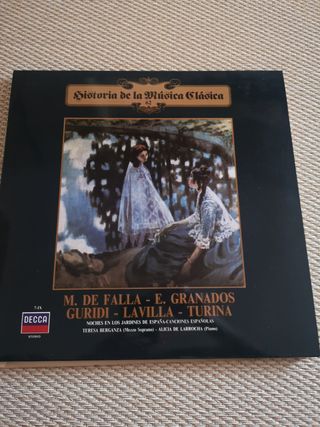 Historia de la Música Clásica
M. DE FALLA - E. GRANADOS
GURIDI - LAVILLA - TURINA
NOCHES EN LOS JARDINES DE ESPAÑA-CANCIONES ESPAÑOLAS
TERESA BERGANZA (Mezzo Soprano) - ALICIA DE LARROCHA (Piano)
DECCA